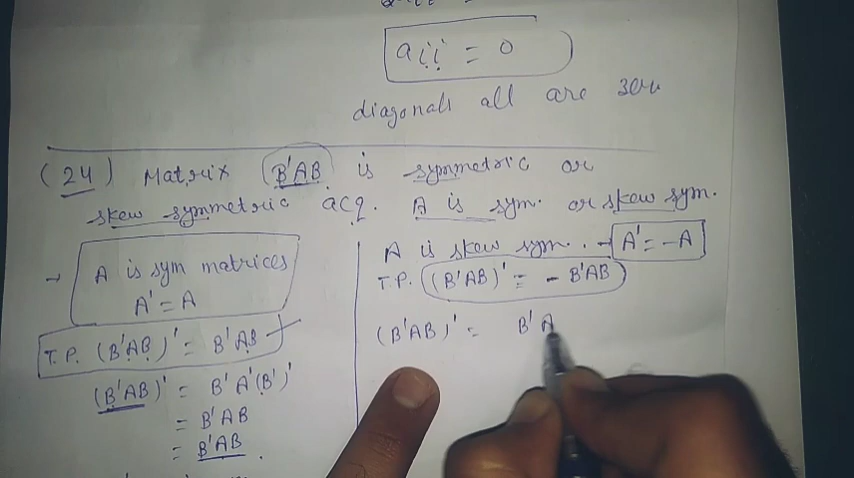 aii = 0
diagonals all are zero
(24) Matrix B'AB is symmetric or
skew symmetric acq. A is sym. or skew sym.
→ A is sym matrices
A' = A
T.P. (B'AB)' = B'AB
(B'AB)' = B'A'(B')'
= B'AB
= B'AB.
A is skew sym. → A' = -A
T.P. (B'AB)' = - B'AB
(B'AB)' = B'A